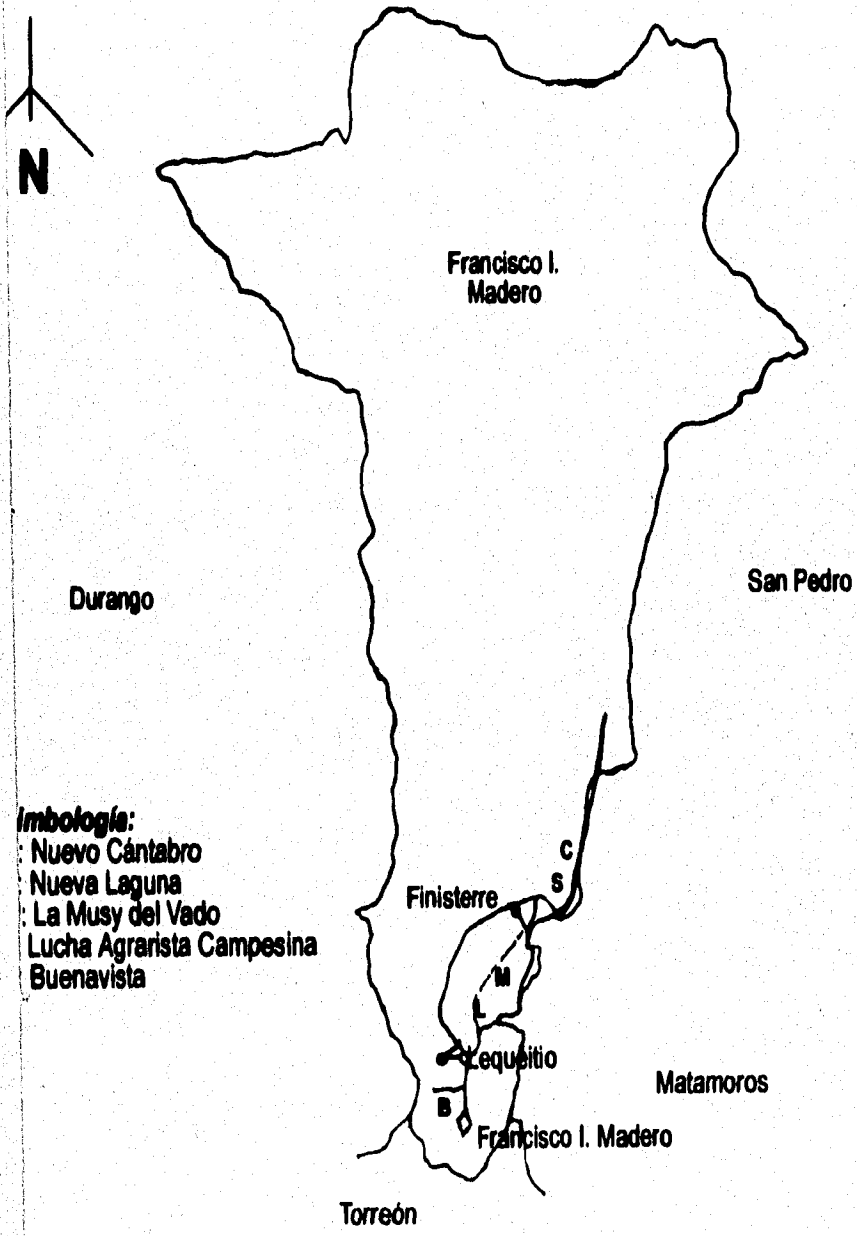 N
Francisco I.
Madero
Durango
San Pedro
imbología:
: Nuevo Cántabro
: Nueva Laguna
: La Musy del Vado
Lucha Agrarista Campesina
Buenavista
C
S
Finisterre
M
L
Lequeitio
B
Matamoros
Francisco I. Madero
Torreón